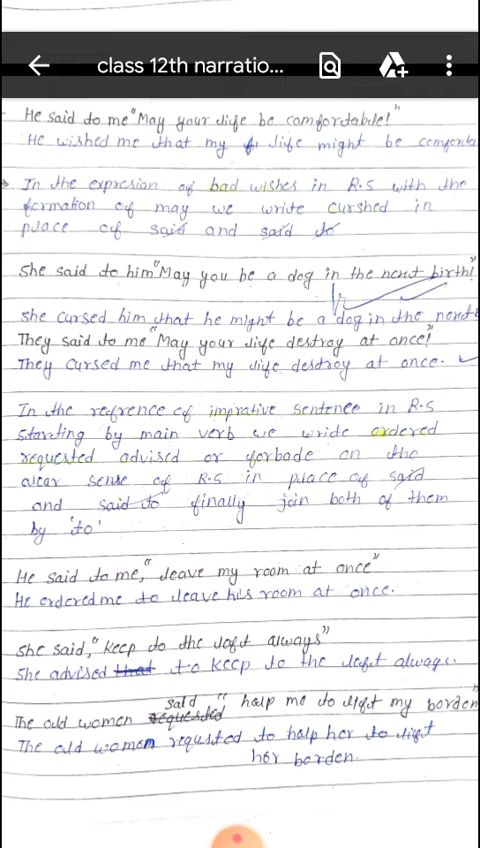 class 12th narratio...
He said to me "May your life be comfortable!"
He wished me that my life might be comforta
In the expresion of bad wishes in R.S with the
formation of may we write curshed in
place of said and said to
She said to him "May you be a dog in the next birth!"
she cursed him that he might be a dog in the next
They said to me "May your life destroy at once!"
They cursed me that my life destroy at once.
In the refrence of imprative sentence in R.S
starting by main verb we wride ordered
requested advised or forbade on the
alear sense of R.S in place of said
and said to finally join both of them
by 'to'
He said to me, "leave my room at once"
He ordered me to leave his room at once.
She said, "Keep to the left always"
She advised that to keep to the left always.
said
The old women requested " halp me to lift my borden
The old women requsted to halp her to lift
her borden.